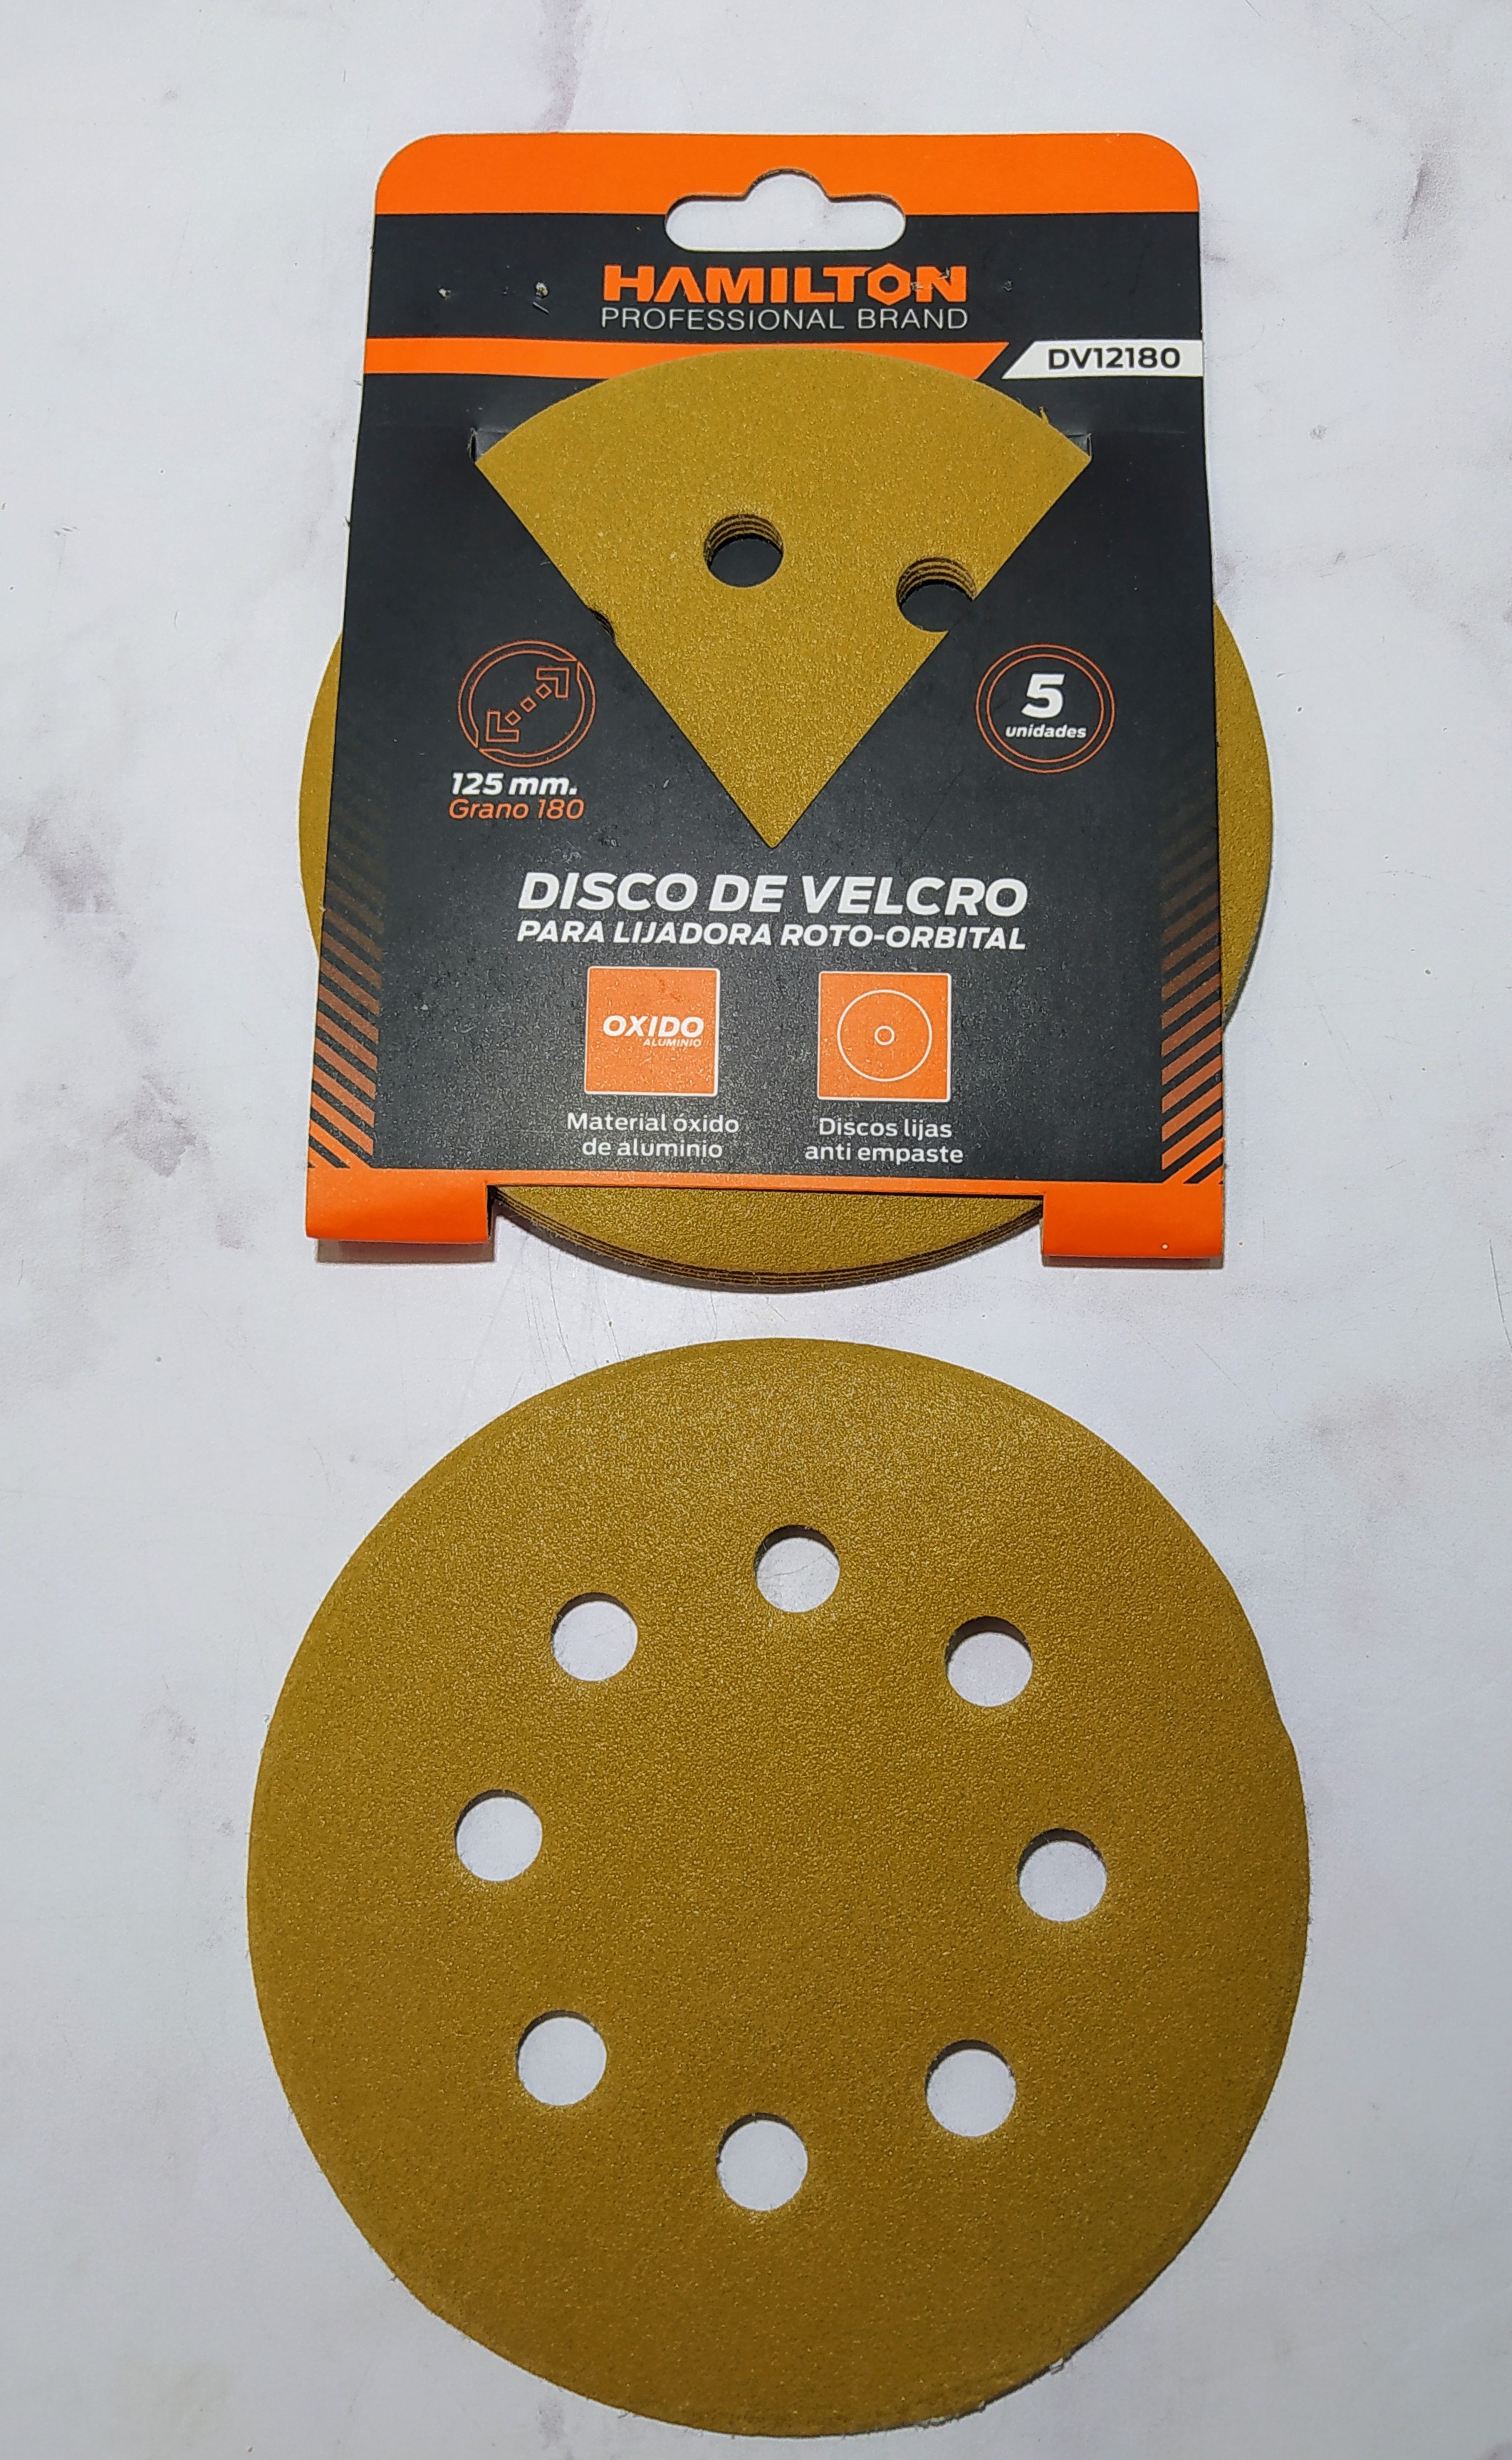 HAMILTON
PROFESSIONAL BRAND
DV12180
125 mm.
Grano 180
5
unidades
DISCO DE VELCRO
PARA LIJADORA ROTO-ORBITAL
OXIDO
ALUMINIO
Material óxido
de aluminio
Discos lijas
anti empaste